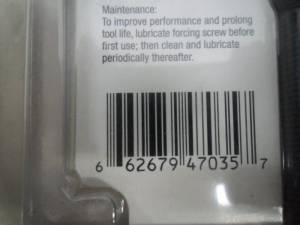 Maintenance:
To improve performance and prolong
tool life, lubricate forcing screw before
first use; then clean and lubricate
periodically thereafter.
6 62679 47035 7